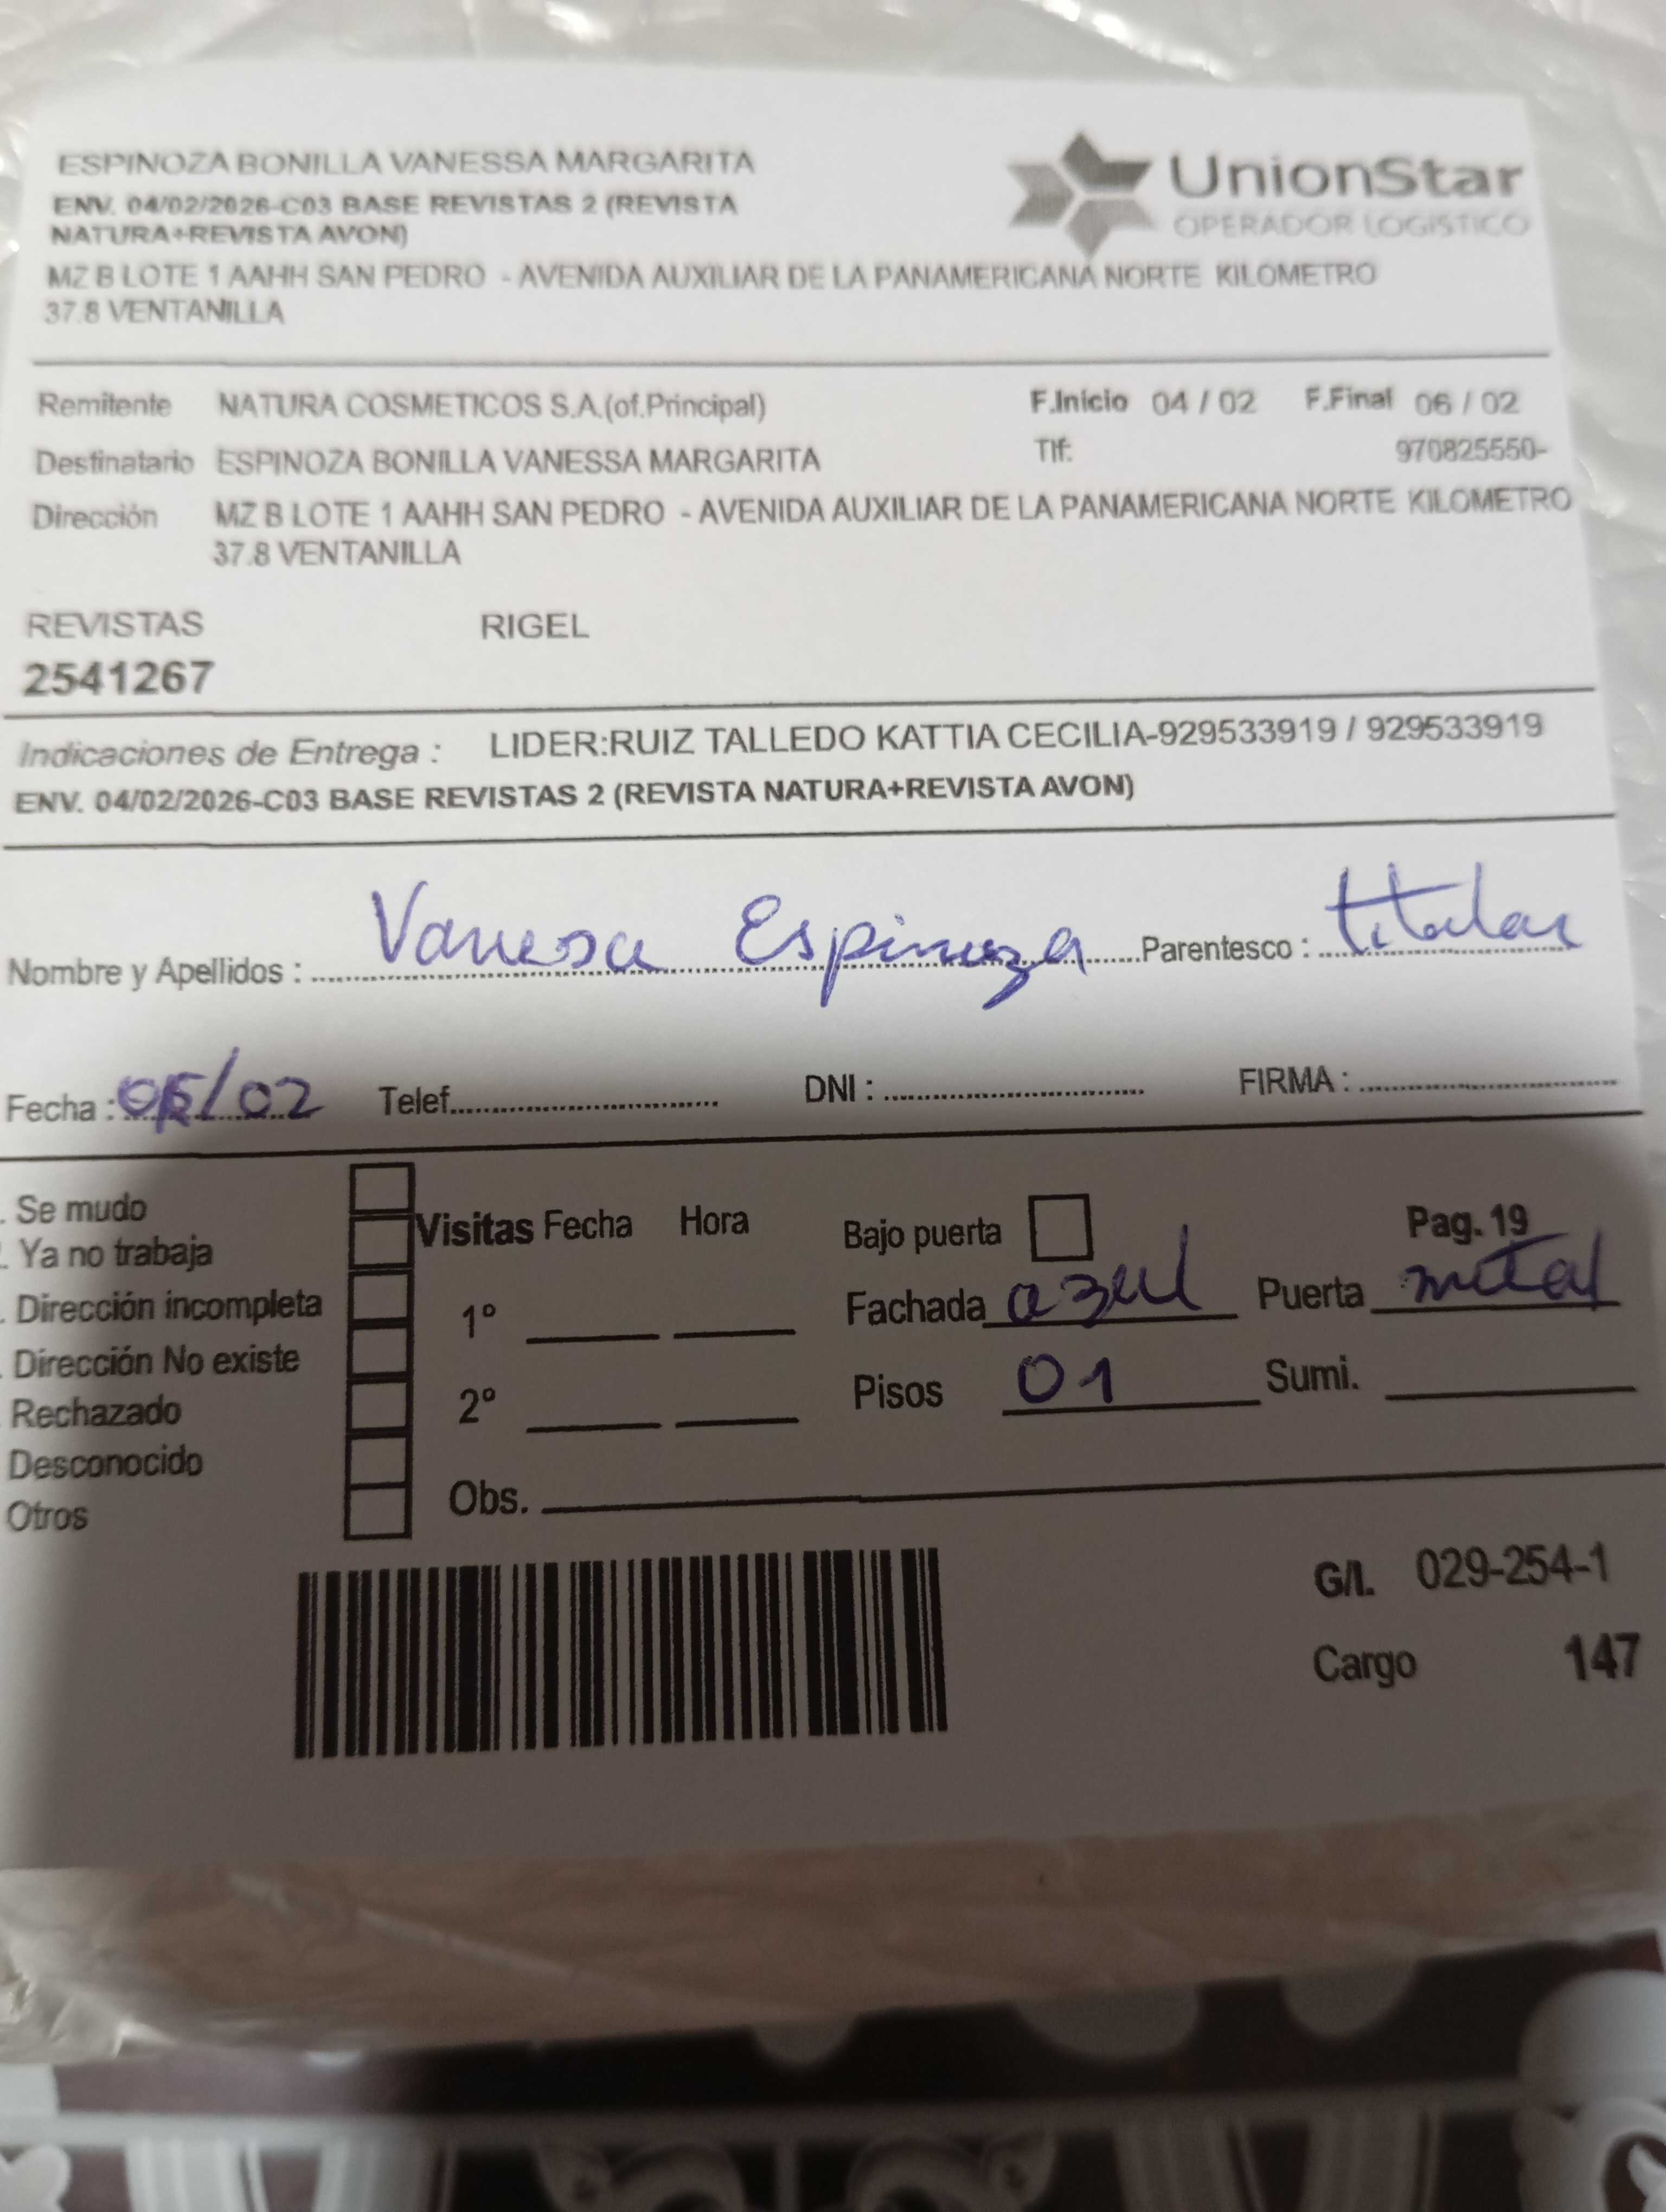 ESPINOZA BONILLA VANESSA MARGARITA
ENV. 04/02/2026-C03 BASE REVISTAS 2 (REVISTA
NATURA+REVISTA AVON)
UnionStar
OPERADOR LOGISTICO
MZ B LOTE 1 AAHH SAN PEDRO - AVENIDA AUXILIAR DE LA PANAMERICANA NORTE KILOMETRO
37.8 VENTANILLA
Remitente NATURA COSMETICOS S.A.(of.Principal) F.Inicio 04 / 02 F.Final 06 / 02
Destinatario ESPINOZA BONILLA VANESSA MARGARITA Tlf: 970825550-
Dirección MZ B LOTE 1 AAHH SAN PEDRO - AVENIDA AUXILIAR DE LA PANAMERICANA NORTE KILOMETRO
37.8 VENTANILLA
REVISTAS RIGEL
2541267
Indicaciones de Entrega : LIDER:RUIZ TALLEDO KATTIA CECILIA-929533919 / 929533919
ENV. 04/02/2026-C03 BASE REVISTAS 2 (REVISTA NATURA+REVISTA AVON)
Nombre y Apellidos : Vanesa Espinoza Parentesco : titular
Fecha : /02 Telef. DNI : FIRMA :
Se mudo
Ya no trabaja
Dirección incompleta
Dirección No existe
Rechazado
Desconocido
Otros
Visitas Fecha Hora
1º
2º
Obs.
Bajo puerta Pag. 19
Fachada azul Puerta metal
Pisos 01 Sumi.
G/I. 029-254-1
Cargo 147